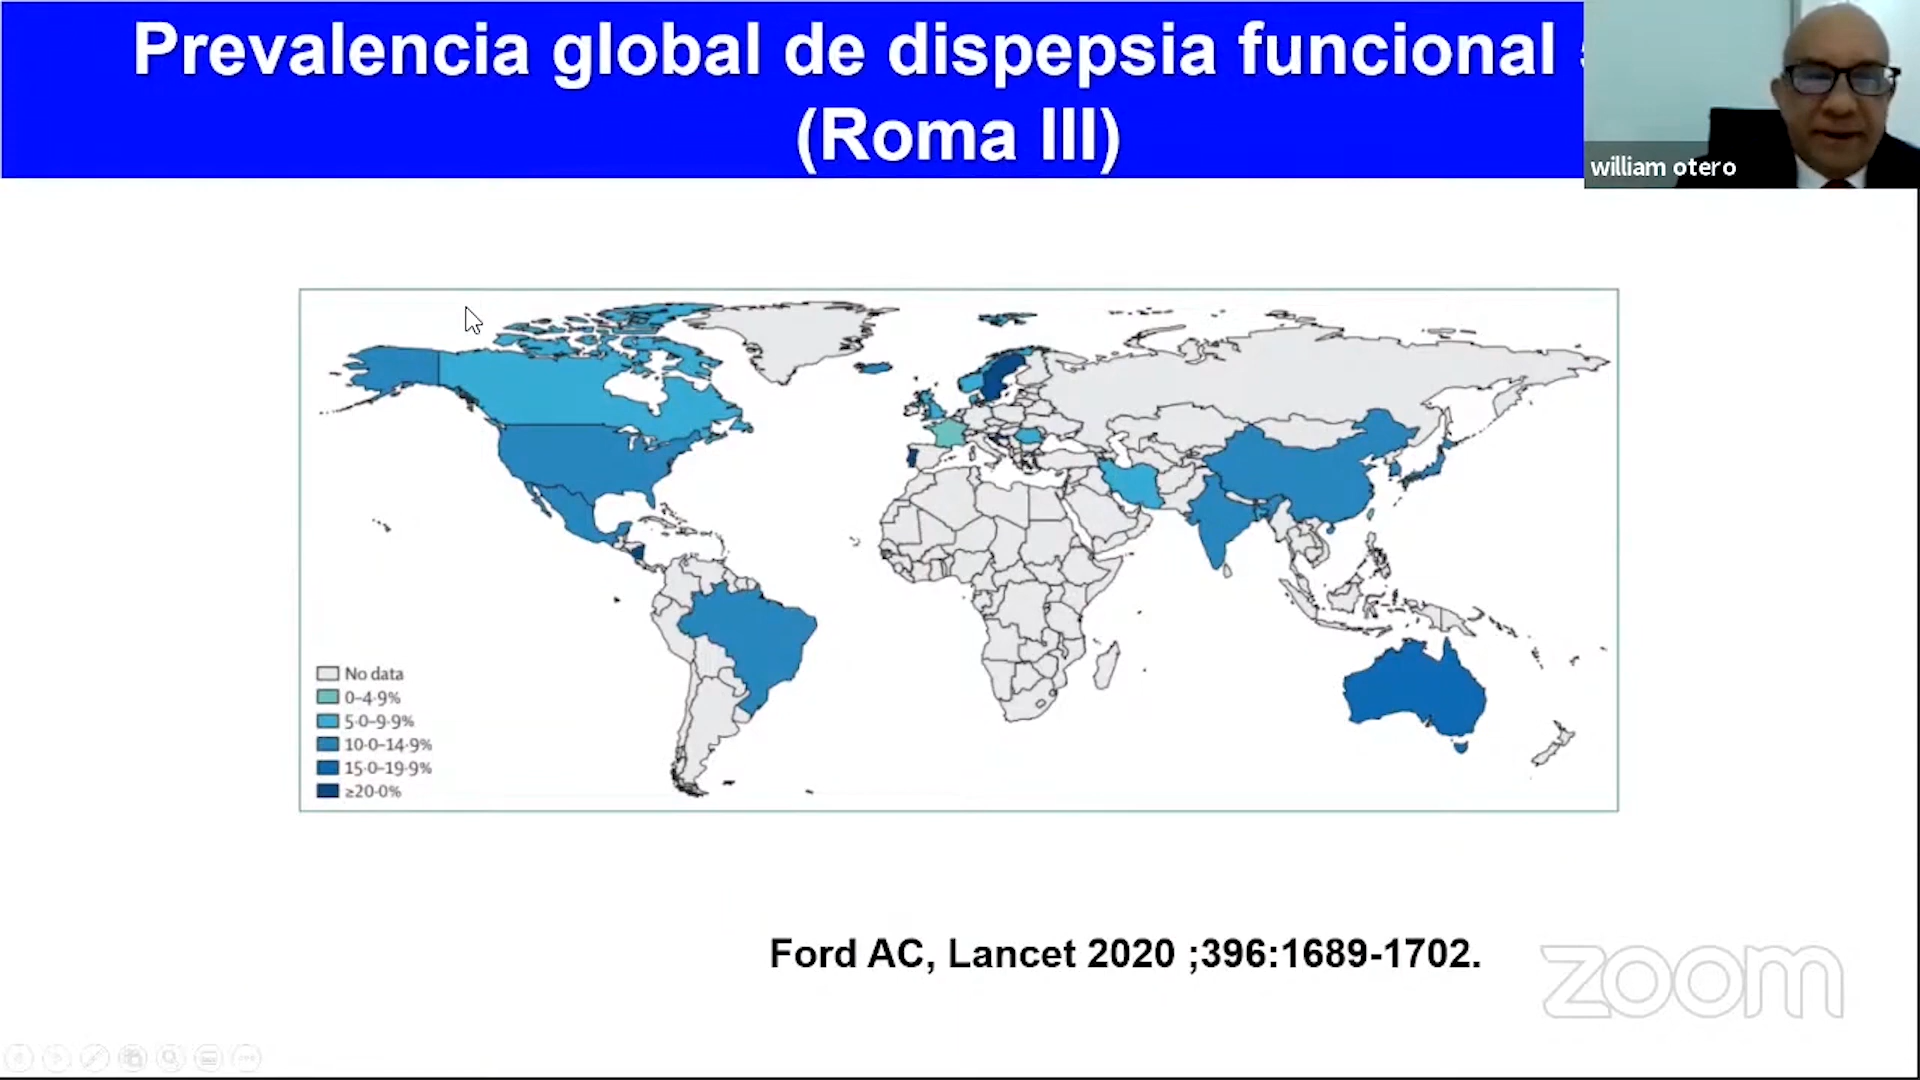 Prevalencia global de dispepsia funcional
(Roma III)
william otero
No data
0-4·9%
5·0-9·9%
10·0-14·9%
15·0-19·9%
≥20·0%
Ford AC, Lancet 2020 ;396:1689-1702.
zoom